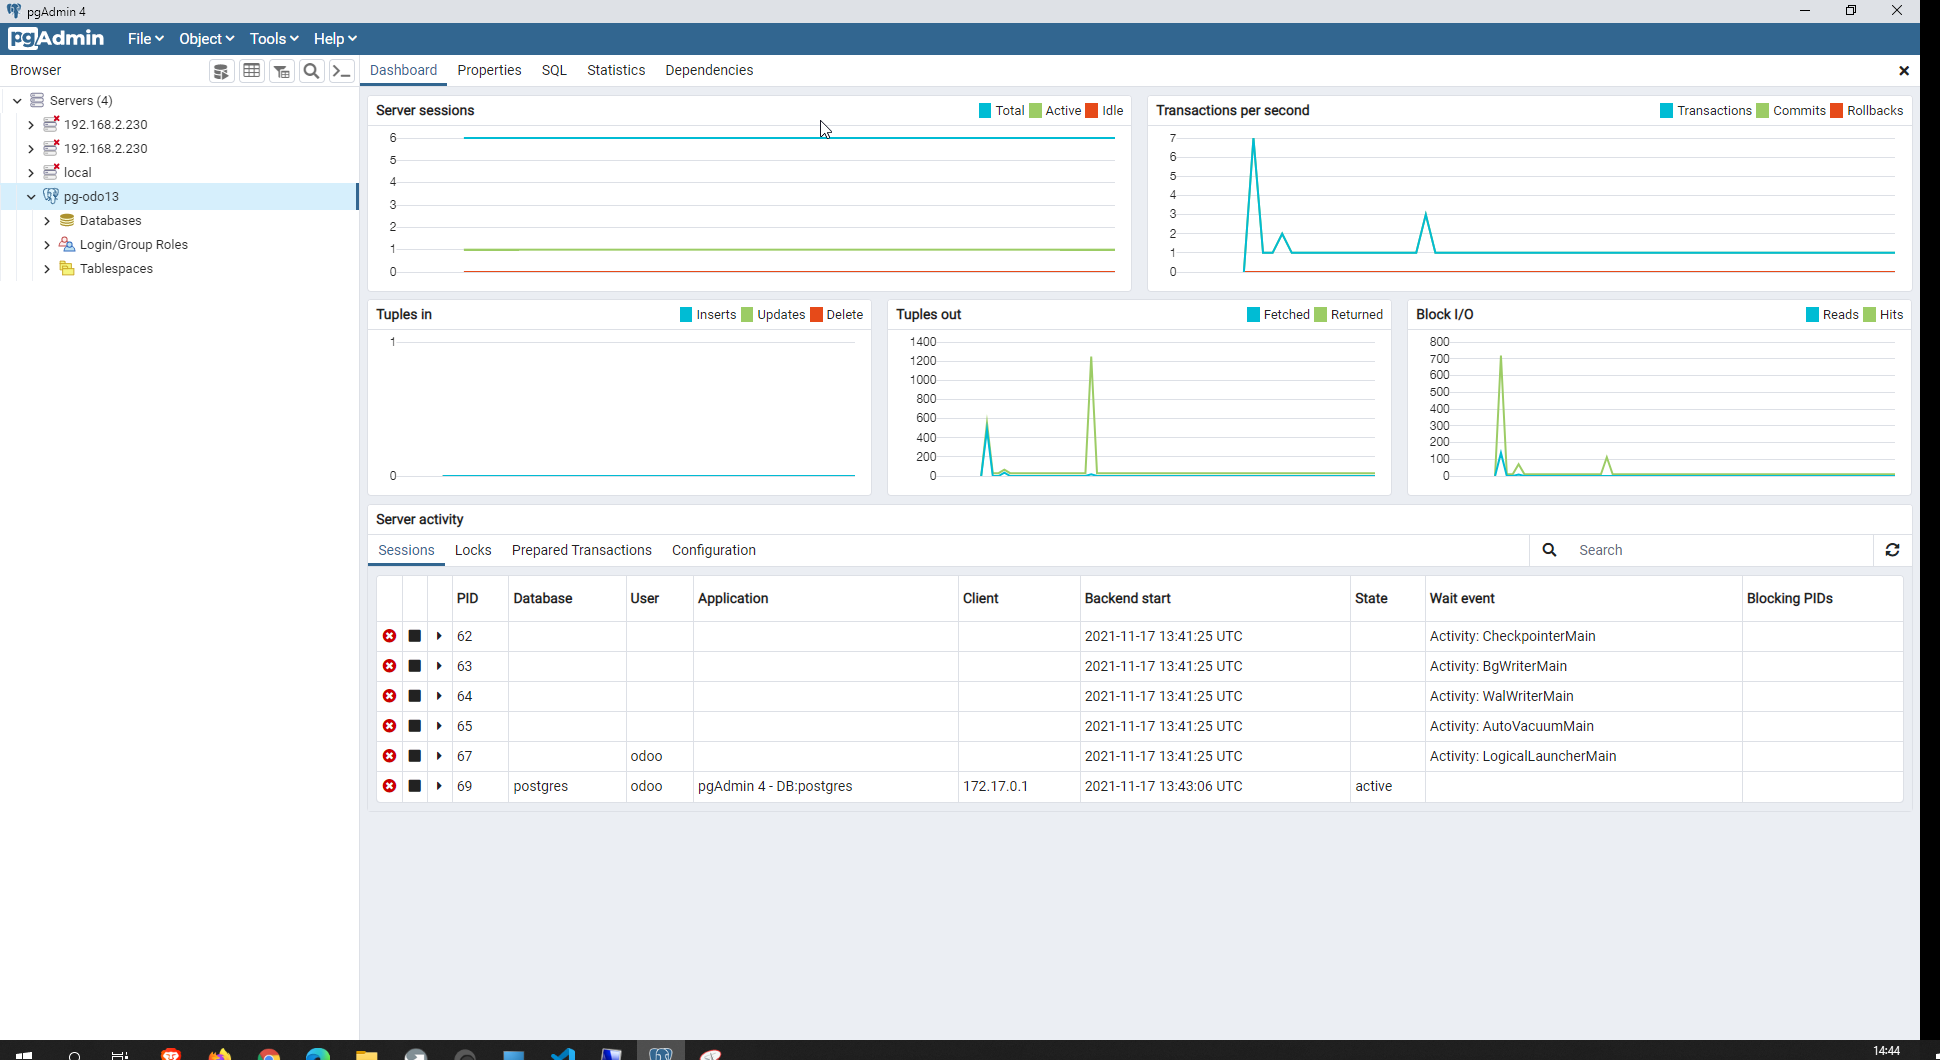 pgAdmin 4
pgAdmin File Object Tools Help
Browser
Dashboard Properties SQL Statistics Dependencies
Servers (4)
192.168.2.230
192.168.2.230
local
pg-odo13
Databases
Login/Group Roles
Tablespaces
Server sessions Total Active Idle
6
5
4
3
2
1
0
Transactions per second Transactions Commits Rollbacks
7
6
5
4
3
2
1
0
Tuples in Inserts Updates Delete
1
0
Tuples out Fetched Returned
1400
1200
1000
800
600
400
200
0
Block I/O Reads Hits
800
700
600
500
400
300
200
100
0
Server activity
Sessions Locks Prepared Transactions Configuration Search
PID Database User Application Client Backend start State Wait event Blocking PIDs
62 2021-11-17 13:41:25 UTC Activity: CheckpointerMain
63 2021-11-17 13:41:25 UTC Activity: BgWriterMain
64 2021-11-17 13:41:25 UTC Activity: WalWriterMain
65 2021-11-17 13:41:25 UTC Activity: AutoVacuumMain
67 odoo 2021-11-17 13:41:25 UTC Activity: LogicalLauncherMain
69 postgres odoo pgAdmin 4 - DB:postgres 172.17.0.1 2021-11-17 13:43:06 UTC active
14:44